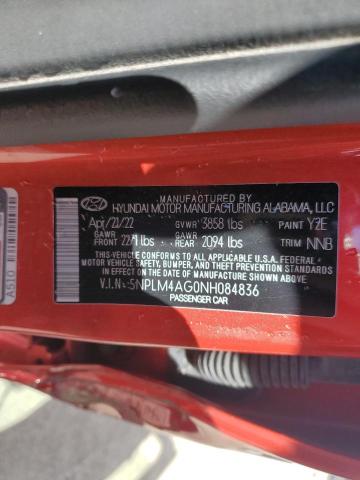 MANUFACTURED BY
HYUNDAI MOTOR MANUFACTURING ALABAMA, LLC
Apr/21/22 GVWR 3858 lbs PAINT Y2E
GAWR GAWR
FRONT lbs REAR 2094 lbs TRIM NNB
THIS VEHICLE CONFORMS TO ALL APPLICABLE U.S.A. FEDERAL
MOTOR VEHICLE SAFETY, BUMPER, AND THEFT PREVENTION
STANDARDS IN EFFECT ON THE DATE OF MANUFACTURE SHOWN ABOVE.
V.I.N: 5NPLM4AG0NH084836
PASSENGER CAR
A510